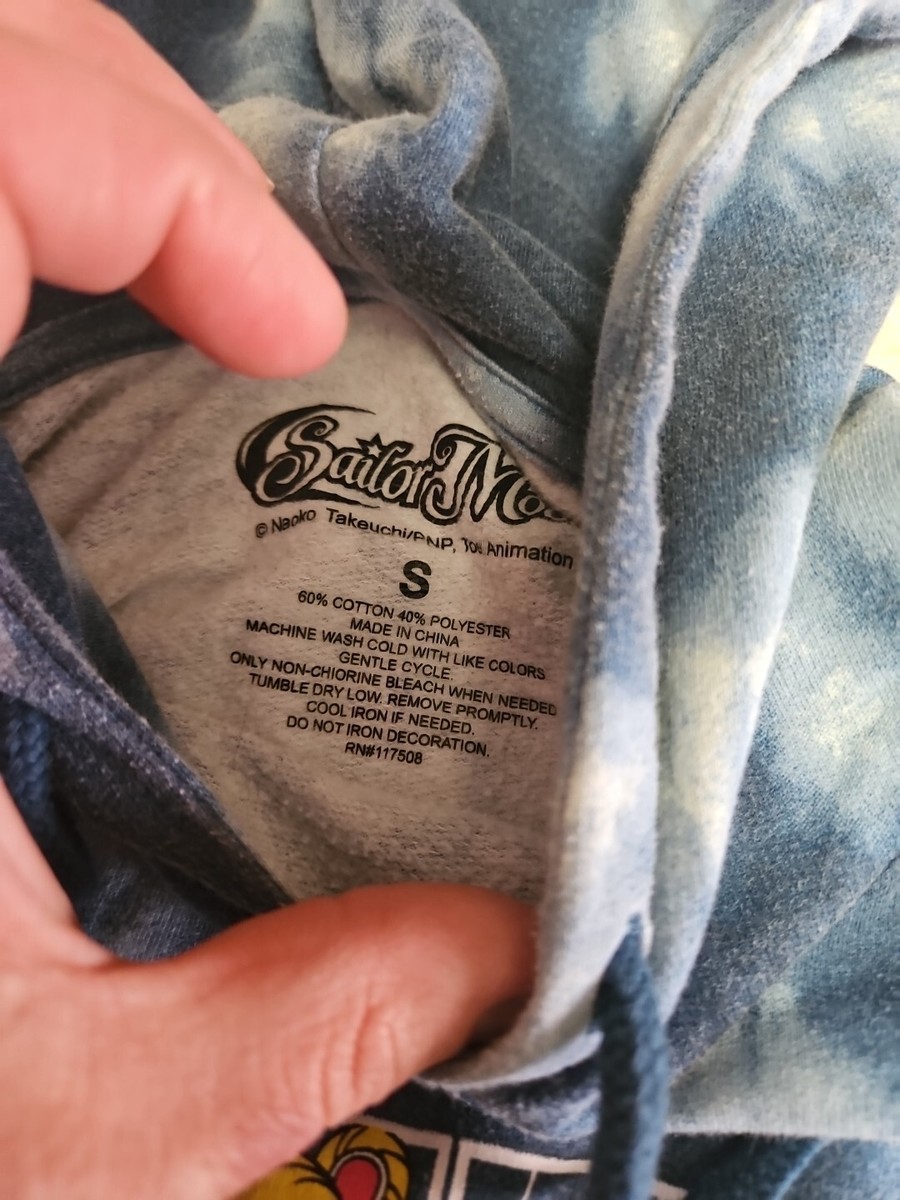 Sailor Moo
© Naoko Takeuchi/PNP, Toei Animation
S
60% COTTON 40% POLYESTER
MADE IN CHINA
MACHINE WASH COLD WITH LIKE COLORS
GENTLE CYCLE.
ONLY NON-CHIORINE BLEACH WHEN NEEDED
TUMBLE DRY LOW. REMOVE PROMPTLY.
COOL IRON IF NEEDED.
DO NOT IRON DECORATION.
RN#117508